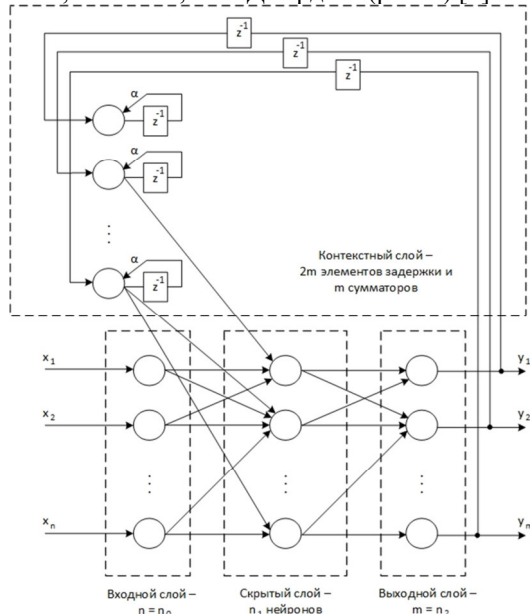 z-1
z-1
z-1
α
z-1
α
z-1
α
z-1
Контекстный слой –
2m элементов задержки и
m сумматоров
x1
y1
x2
y2
xn
yn
Входной слой –
n = n0
Скрытый слой –
n1 нейронов
Выходной слой –
m = n2